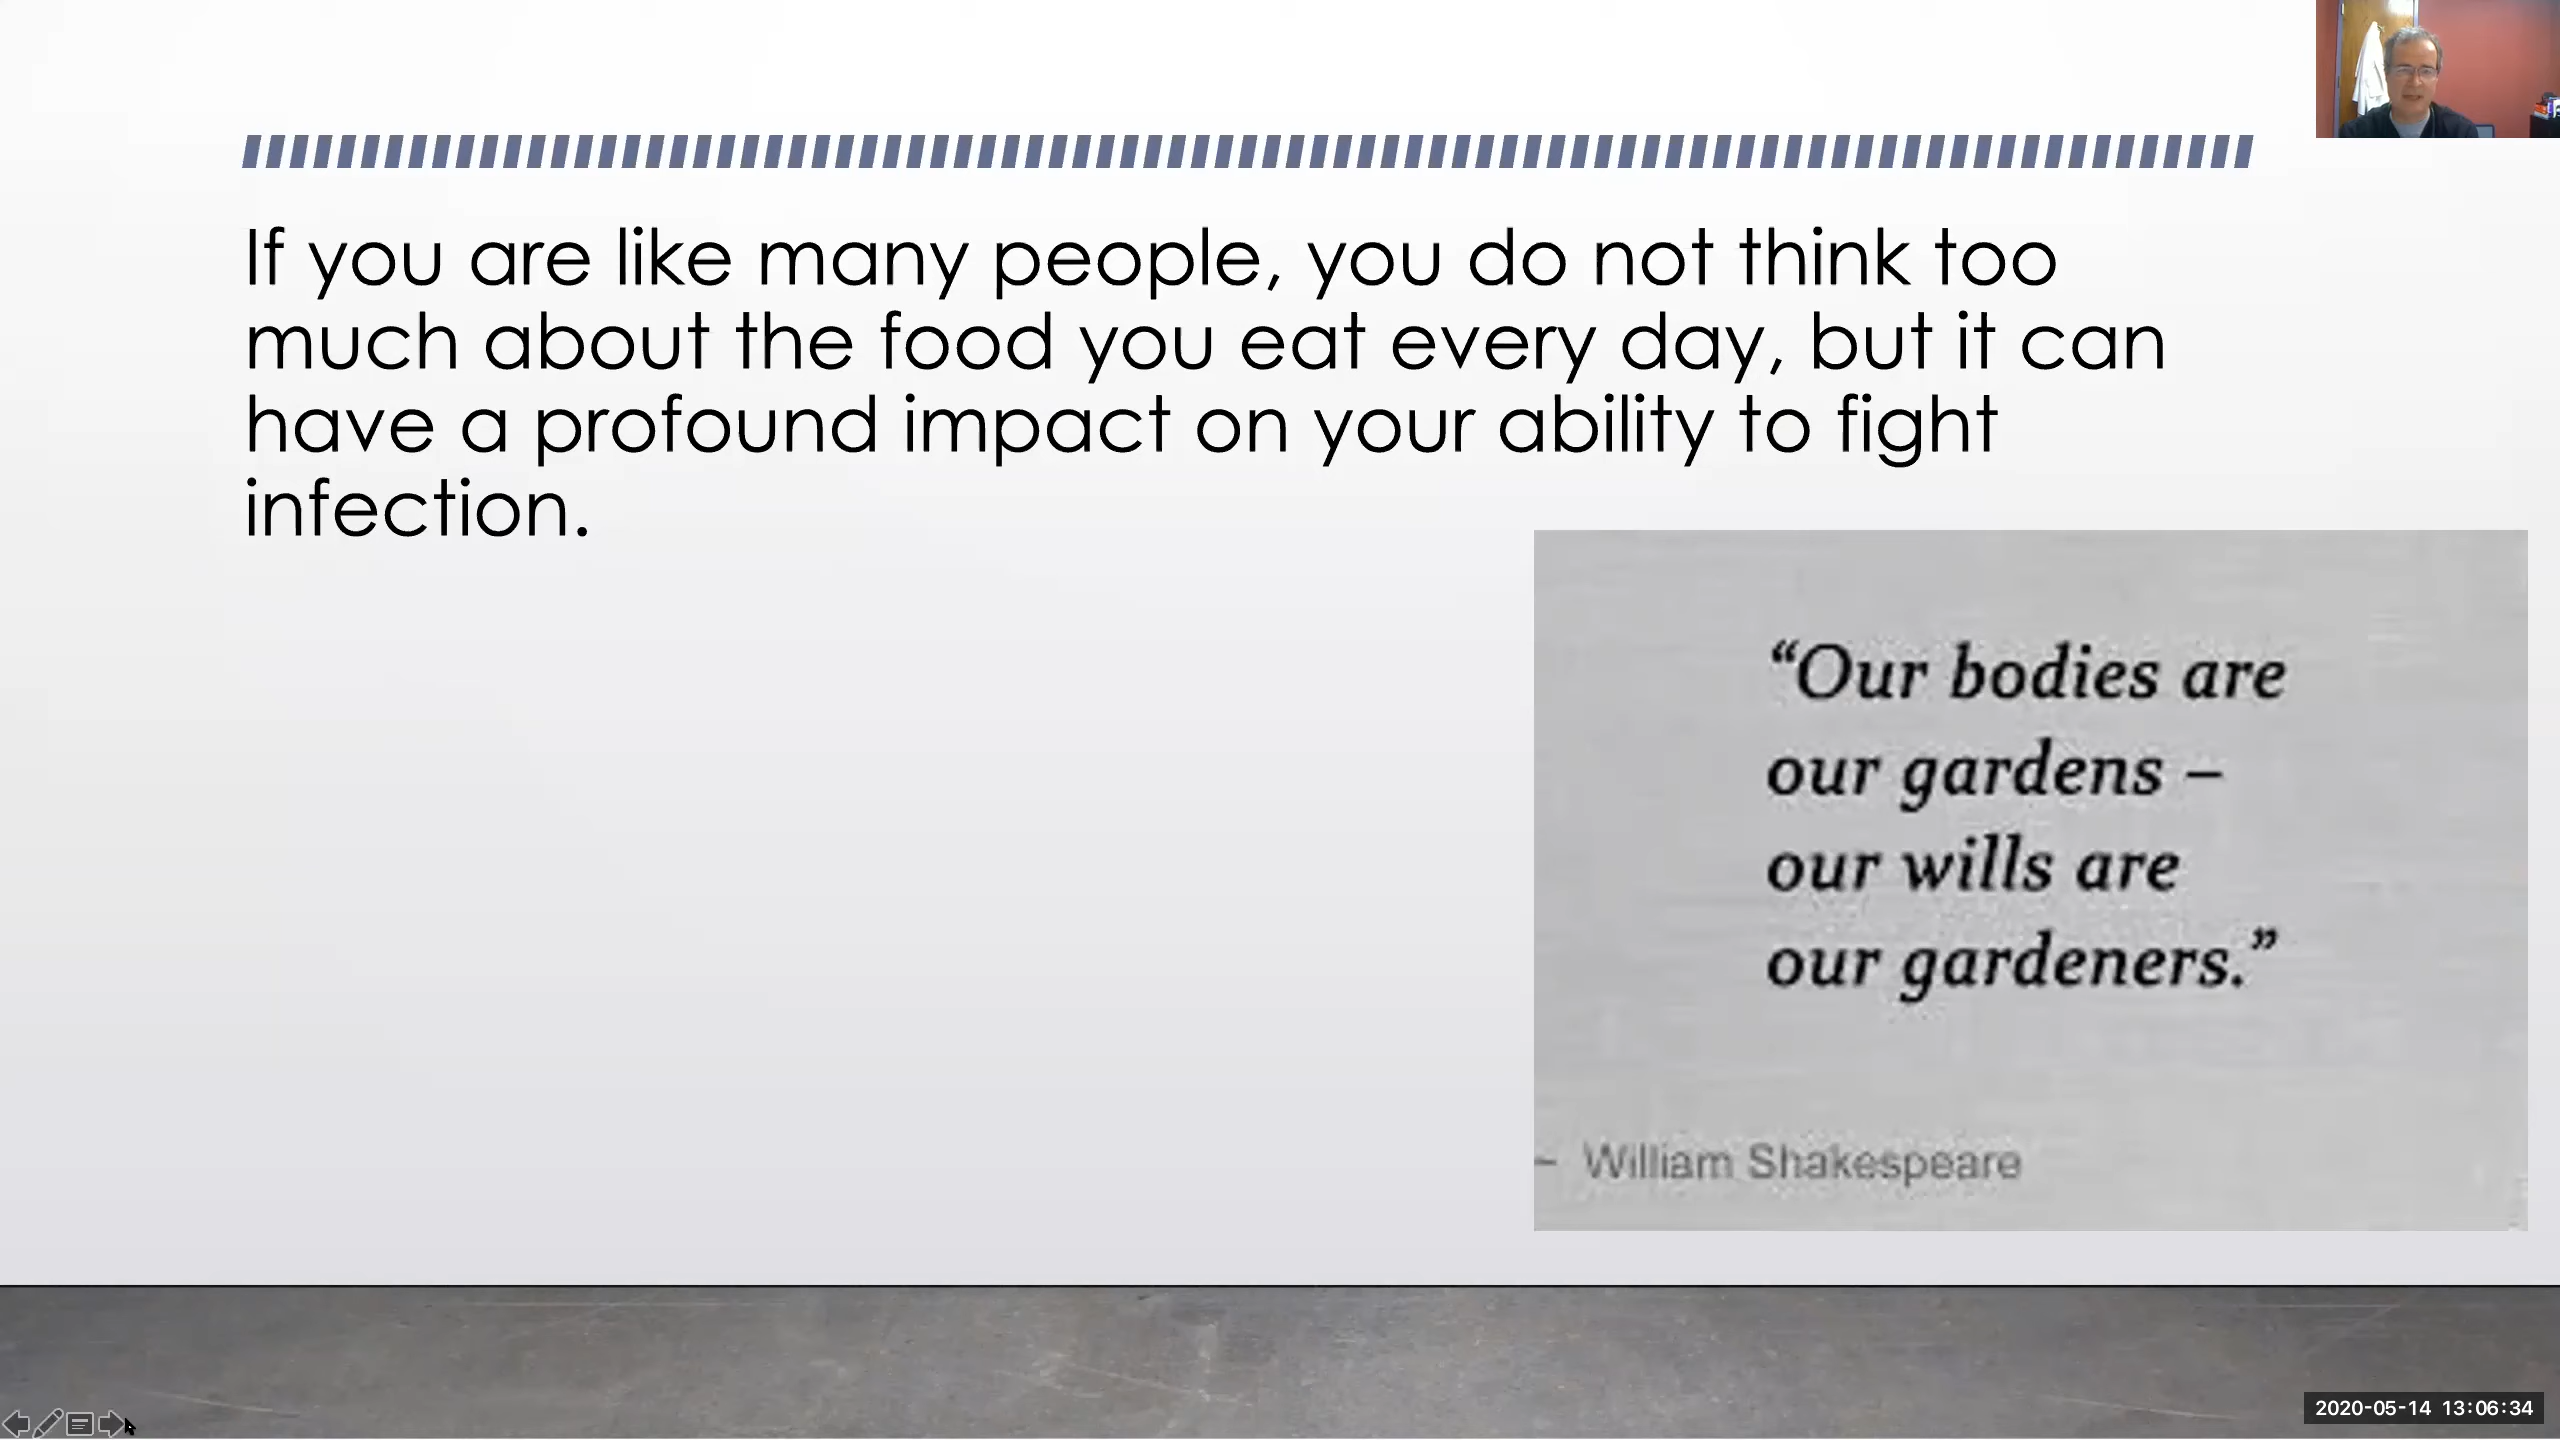 If you are like many people, you do not think too
much about the food you eat every day, but it can
have a profound impact on your ability to fight
infection.
“Our bodies are
our gardens –
our wills are
our gardeners.”
– William Shakespeare
2020-05-14 13:06:34